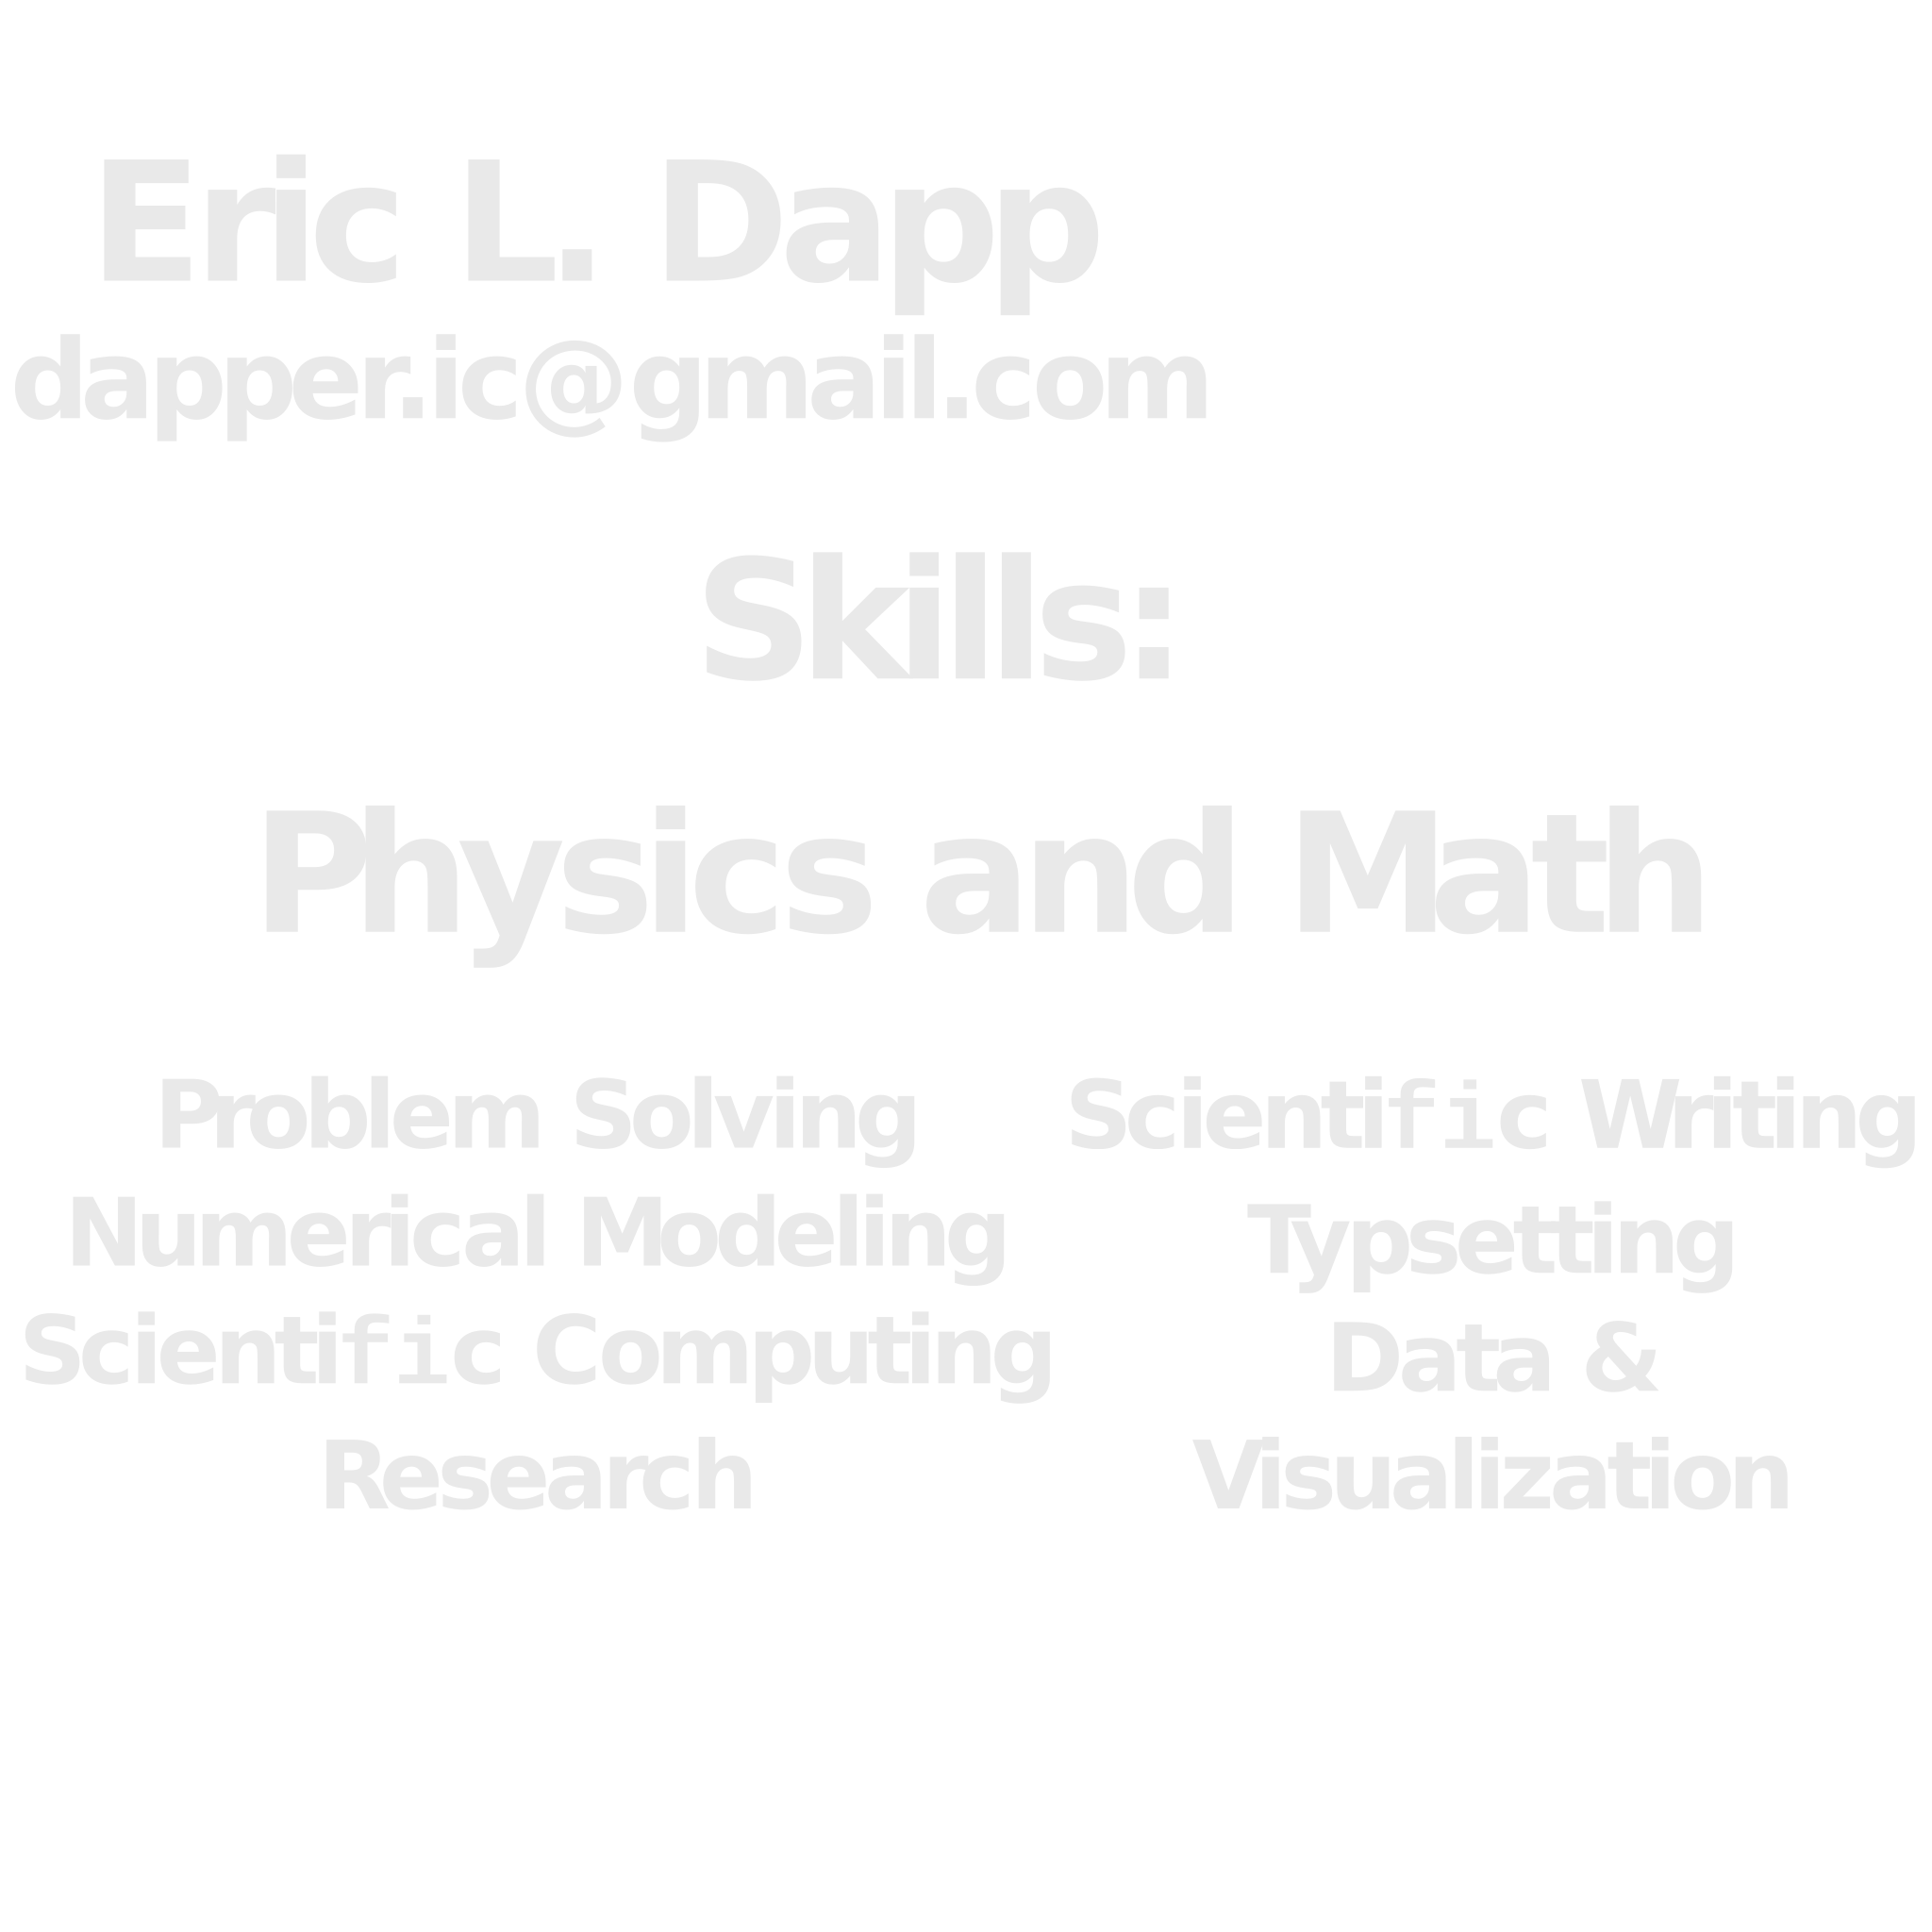 Eric L. Dapp
dapper.ic@gmail.com
Skills:
Physics and Math
Problem Solving
Numerical Modeling
Scientific Computing
Research
Scientific Writing
Typsetting
Data &
Visualization